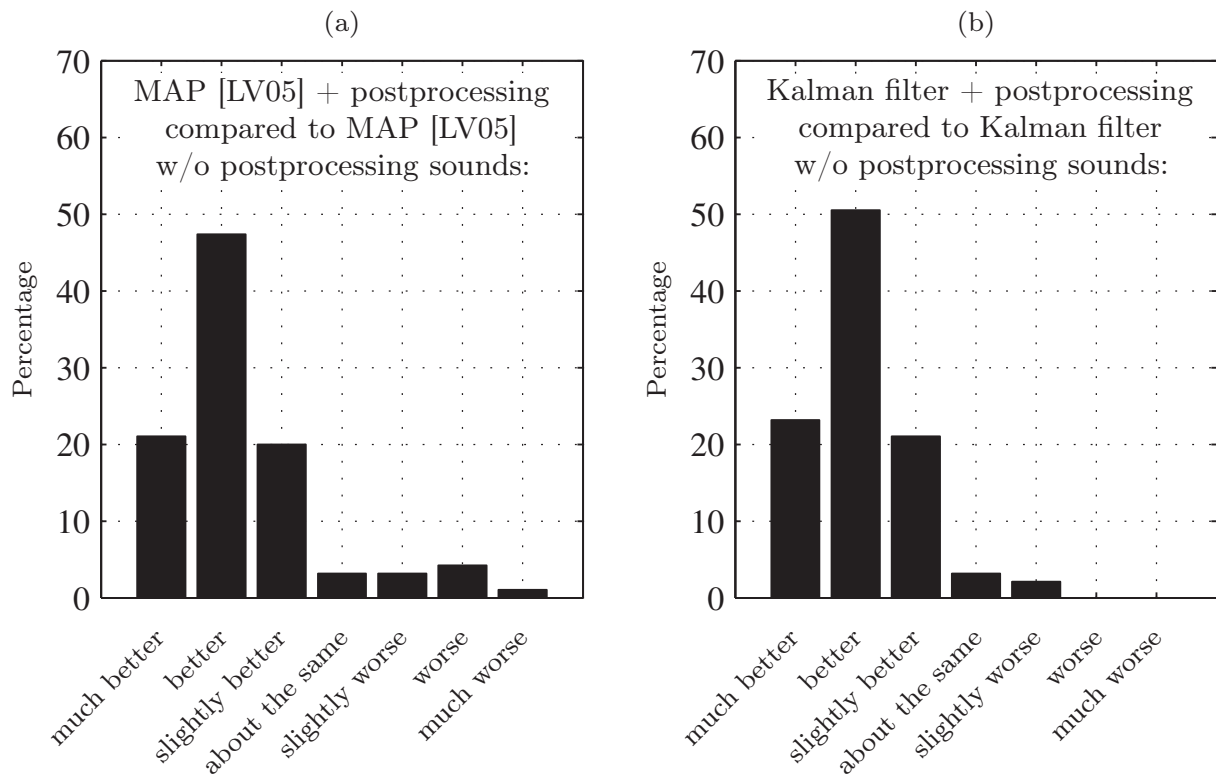 (a)
MAP [LV05] + postprocessing
compared to MAP [LV05]
w/o postprocessing sounds:
Percentage
70
60
50
40
30
20
10
0
much better
better
slightly better
about the same
slightly worse
worse
much worse
(b)
Kalman filter + postprocessing
compared to Kalman filter
w/o postprocessing sounds:
Percentage
70
60
50
40
30
20
10
0
much better
better
slightly better
about the same
slightly worse
worse
much worse